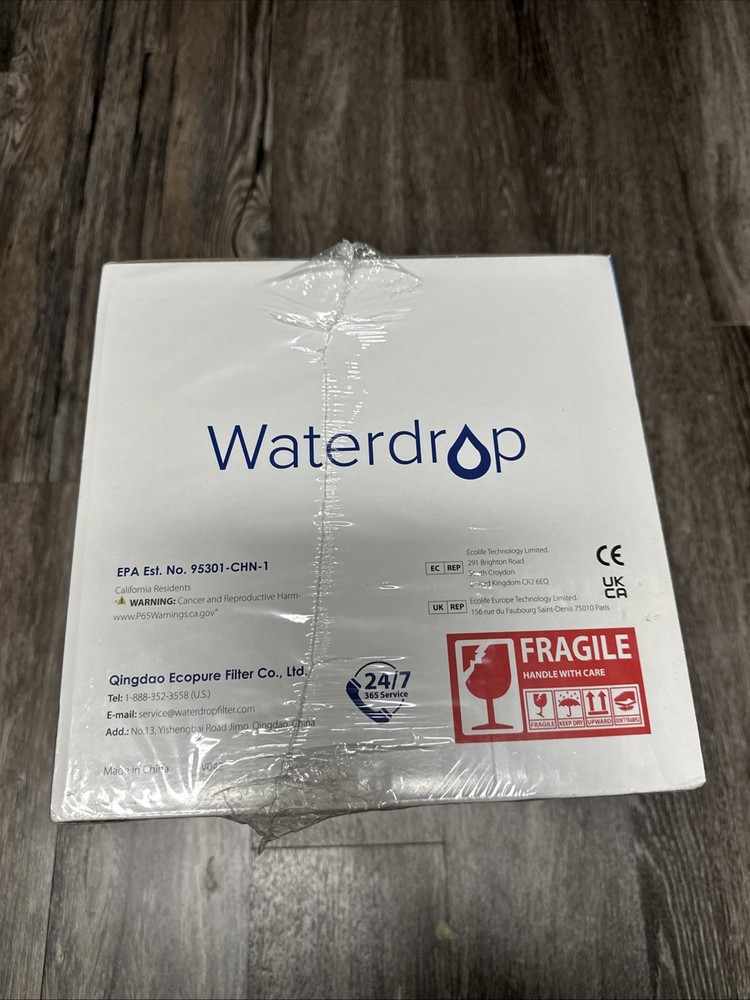 Waterdrop
EPA Est. No. 95301-CHN-1
California Residents
WARNING: Cancer and Reproductive Harm-
www.P65Warnings.ca.gov"
EC REP
Ecolife Technology Limited.
291 Brighton Road
South Croydon
United Kingdom CR2 6EQ
UK REP
Ecolife Europe Technology Limited.
156 rue du Faubourg Saint-Denis 75010 Paris
CE
UK
CA
Qingdao Ecopure Filter Co., Ltd.
Tel: 1-888-352-3558 (U.S.)
E-mail: service@waterdropfilter.com
Add.: No.13, Yishengbai Road Jimo, Qingdao, China
24/7
365 Service
FRAGILE
HANDLE WITH CARE
FRAGILE
KEEP DRY
UPWARD
DON'T TRAMPLE
Made in China